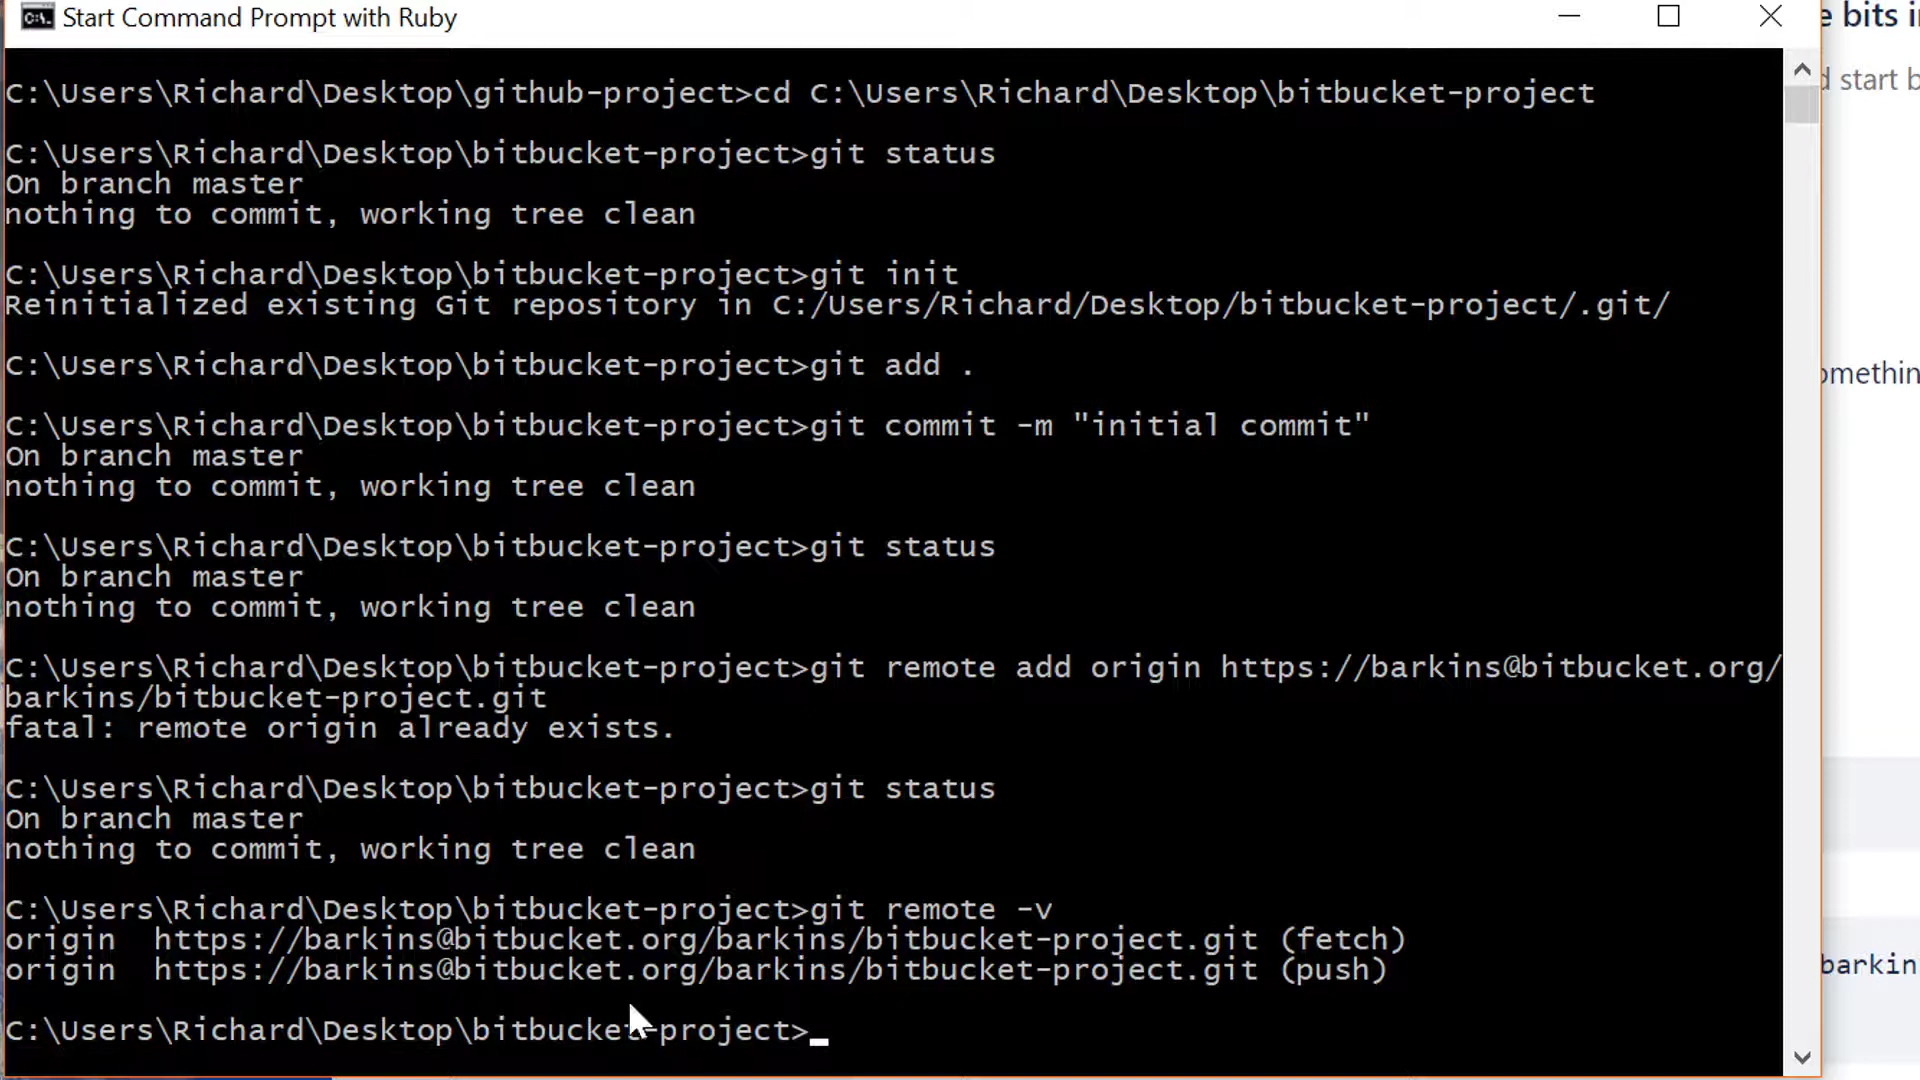 Start Command Prompt with Ruby
C:\Users\Richard\Desktop\github-project>cd C:\Users\Richard\Desktop\bitbucket-project
C:\Users\Richard\Desktop\bitbucket-project>git status
On branch master
nothing to commit, working tree clean
C:\Users\Richard\Desktop\bitbucket-project>git init
Reinitialized existing Git repository in C:/Users/Richard/Desktop/bitbucket-project/.git/
C:\Users\Richard\Desktop\bitbucket-project>git add .
C:\Users\Richard\Desktop\bitbucket-project>git commit -m "initial commit"
On branch master
nothing to commit, working tree clean
C:\Users\Richard\Desktop\bitbucket-project>git status
On branch master
nothing to commit, working tree clean
C:\Users\Richard\Desktop\bitbucket-project>git remote add origin https://barkins@bitbucket.org/
barkins/bitbucket-project.git
fatal: remote origin already exists.
C:\Users\Richard\Desktop\bitbucket-project>git status
On branch master
nothing to commit, working tree clean
C:\Users\Richard\Desktop\bitbucket-project>git remote -v
origin  https://barkins@bitbucket.org/barkins/bitbucket-project.git (fetch)
origin  https://barkins@bitbucket.org/barkins/bitbucket-project.git (push)
C:\Users\Richard\Desktop\bitbucket-project>_
e bits i
d start b
omethin
barkin